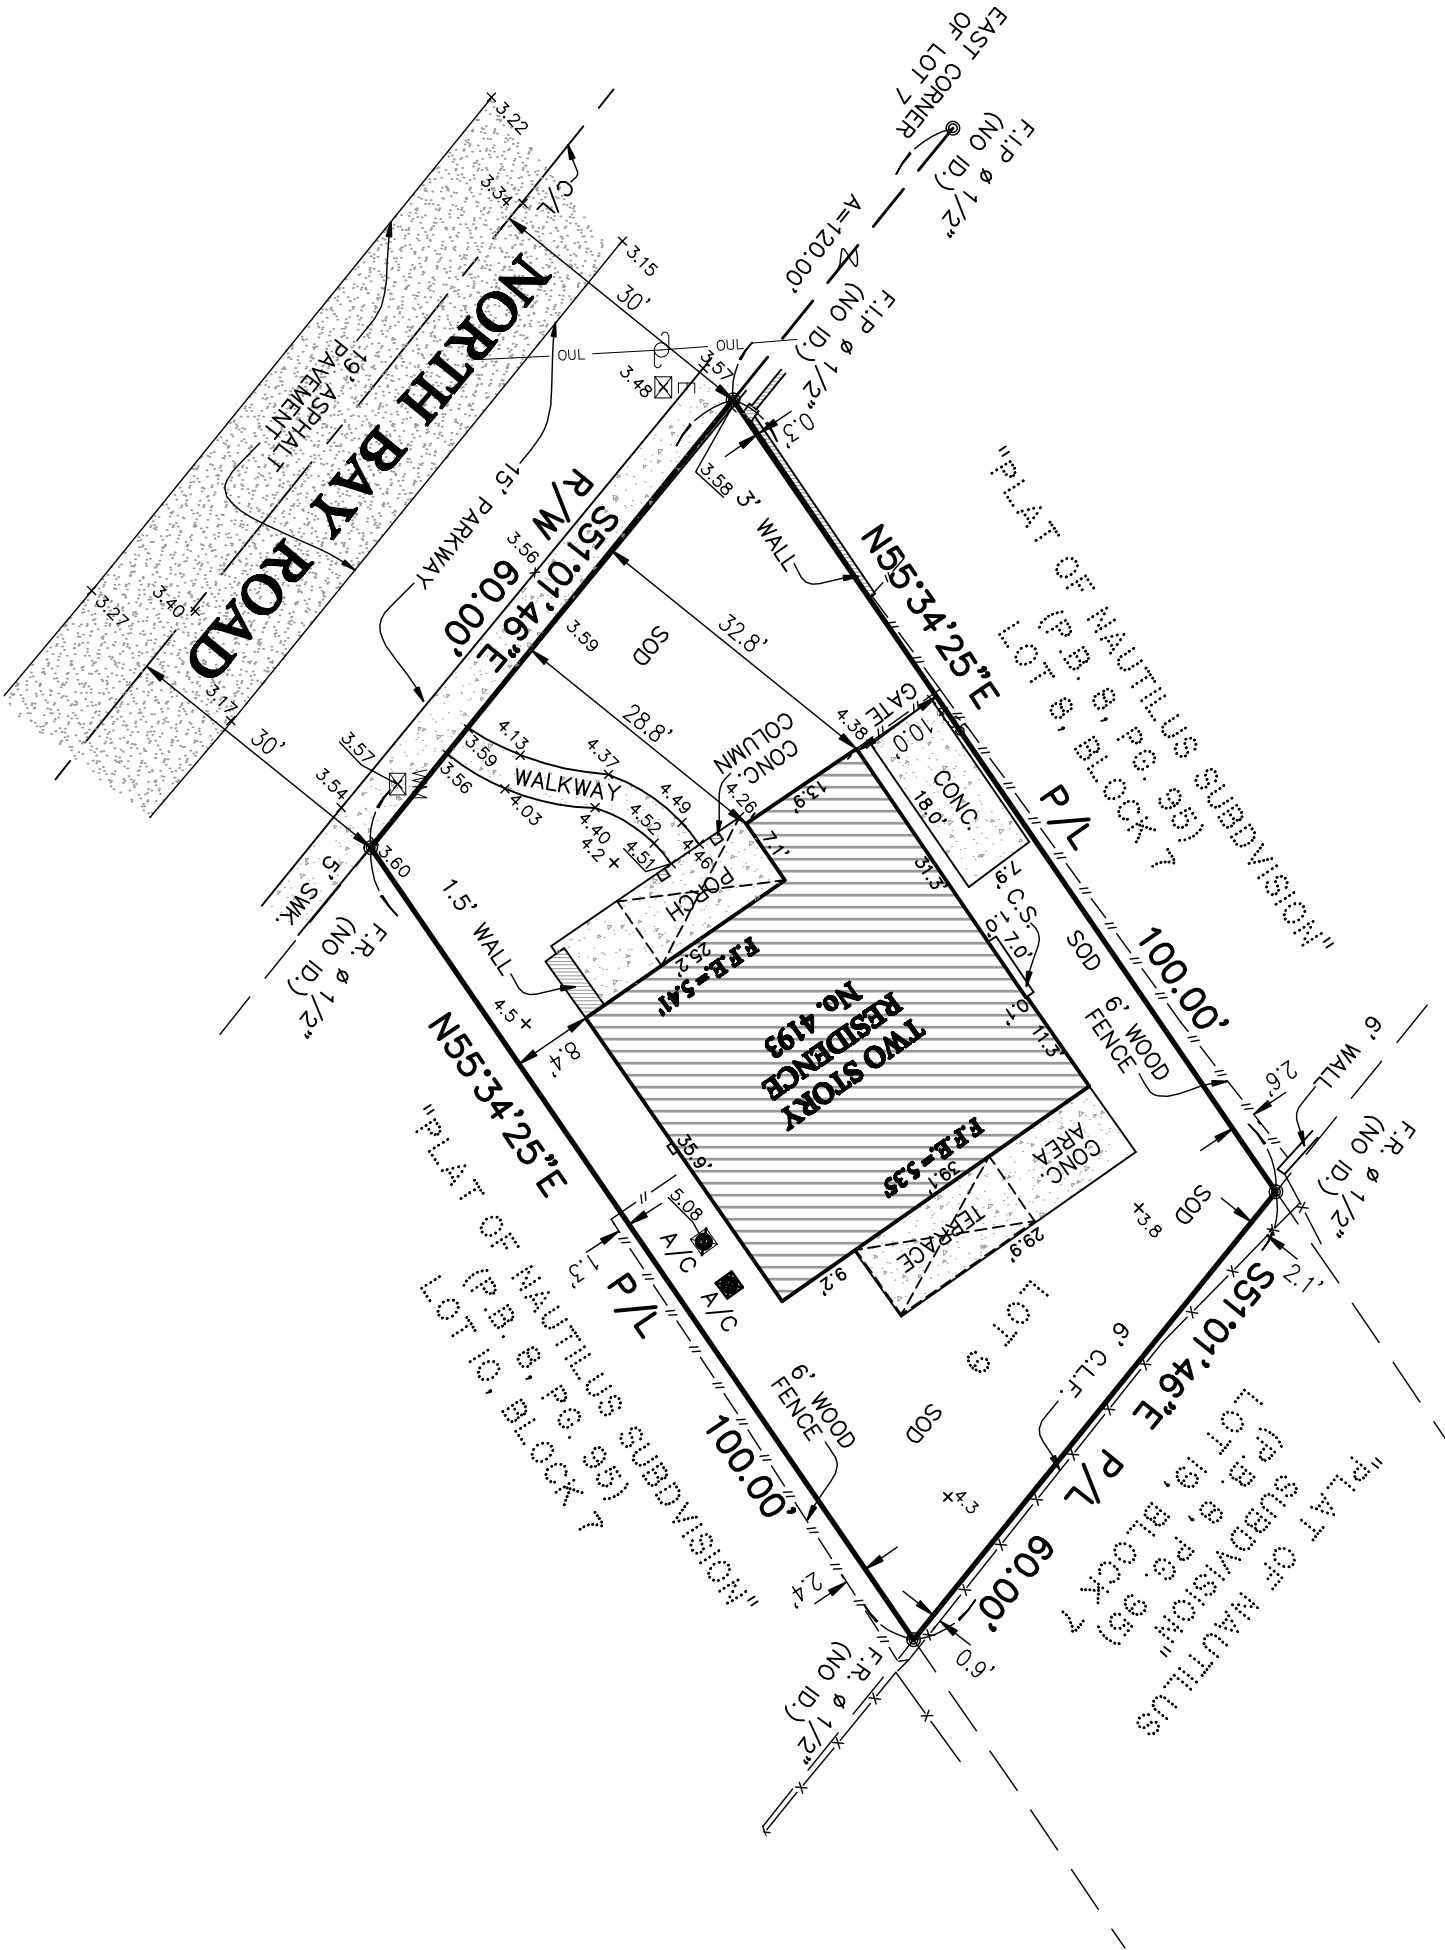 EAST CORNER
OF LOT 7
F.I.P ø 1/2"
(NO ID.)
A=120.00'
F.I.P ø 1/2"
(NO ID.)
3.22
3.34
C/L
3.15
30'
OUL
OUL
3.57
3.48
0.3'
3.58
3' WALL
19' ASPHALT
PAVEMENT
NORTH BAY ROAD
15' PARKWAY
S51°01'46"E
R/W 60.00'
3.56
3.59
3.27
3.40
3.17
30'
3.57
3.54
3.60
WM
5' SWK.
F.R. ø 1/2"
(NO ID.)
SOD
32.8'
28.8'
N55°34'25"E
P/L
100.00'
"PLAT OF NAUTILUS SUBDIVISION"
(P.B. 8, PG. 95)
LOT 8, BLOCK 7
GATE
10.0'
4.38
CONC.
COLUMN
4.26
13.9'
7.1'
CONC.
18.0'
7.9'
31.3'
C.S.
1.0'
7.0'
0.1'
11.3'
4.13
3.59
3.56
WALKWAY
4.37
4.03
4.49
4.52
4.40
4.2
4.51
4.46
PORCH
25.2'
F.F.E.= 5.41'
1.5' WALL
4.5
8.4'
TWO STORY
RESIDENCE
No. 4193
F.F.E.= 5.35'
39.1'
35.9'
5.08
A/C
A/C
9.2'
TERRACE
29.9'
CONC.
AREA
SOD
6' WOOD
FENCE
2.6'
6' WALL
F.R. ø 1/2"
(NO ID.)
3.8
SOD
2.1'
LOT 9
6' C.L.F.
S51°01'46"E
P/L
60.00'
"PLAT OF NAUTILUS
SUBDIVISION"
(P.B. 8, PG. 95)
LOT 19, BLOCK 7
N55°34'25"E
P/L
100.00'
1.3'
"PLAT OF NAUTILUS SUBDIVISION"
(P.B. 8, PG. 95)
LOT 10, BLOCK 7
6' WOOD
FENCE
SOD
4.3
2.4'
0.9'
F.R. ø 1/2"
(NO ID.)